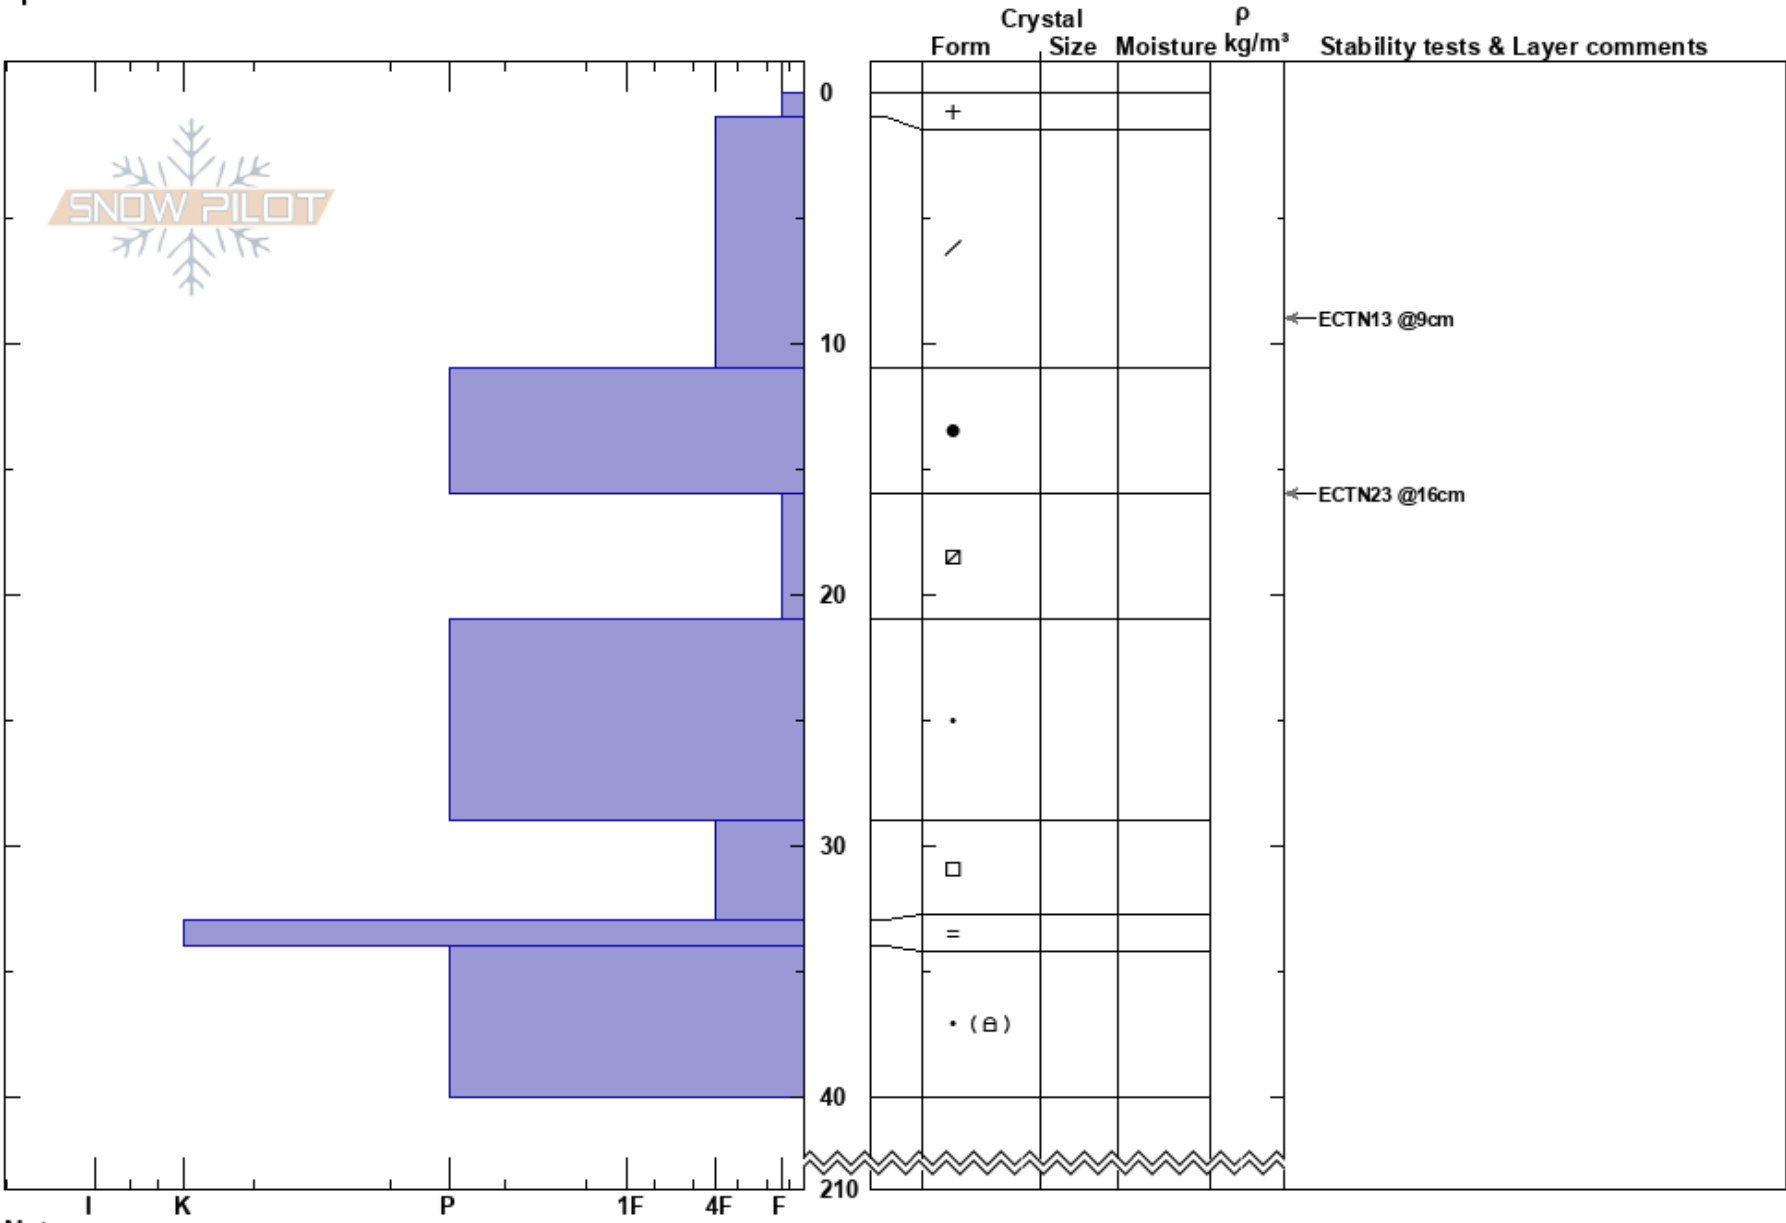 Crystal
ρ
Form Size Moisture kg/m³ Stability tests & Layer comments
0
+
SNOW PILOT
/
ECTN13 @9cm
10
●
ECTN23 @16cm
20
30
=
• ( )
40
210
I K P 1F 4F F